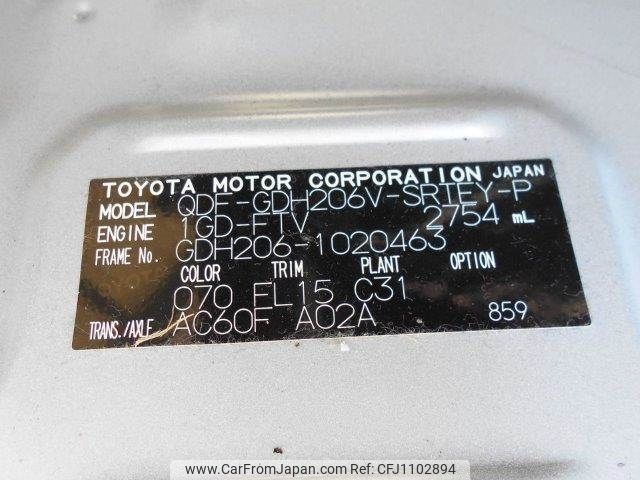 TOYOTA MOTOR CORPORATION JAPAN
MODEL QDF-GDH206V-SRTEY-P
ENGINE 1GD-FTV 2754 mL
FRAME No. GDH206-1020463
COLOR TRIM PLANT OPTION
070 FL15 C31
TRANS./AXLE AC60F A02A 859
www.CarFromJapan.com - Ref: CFJ1102894